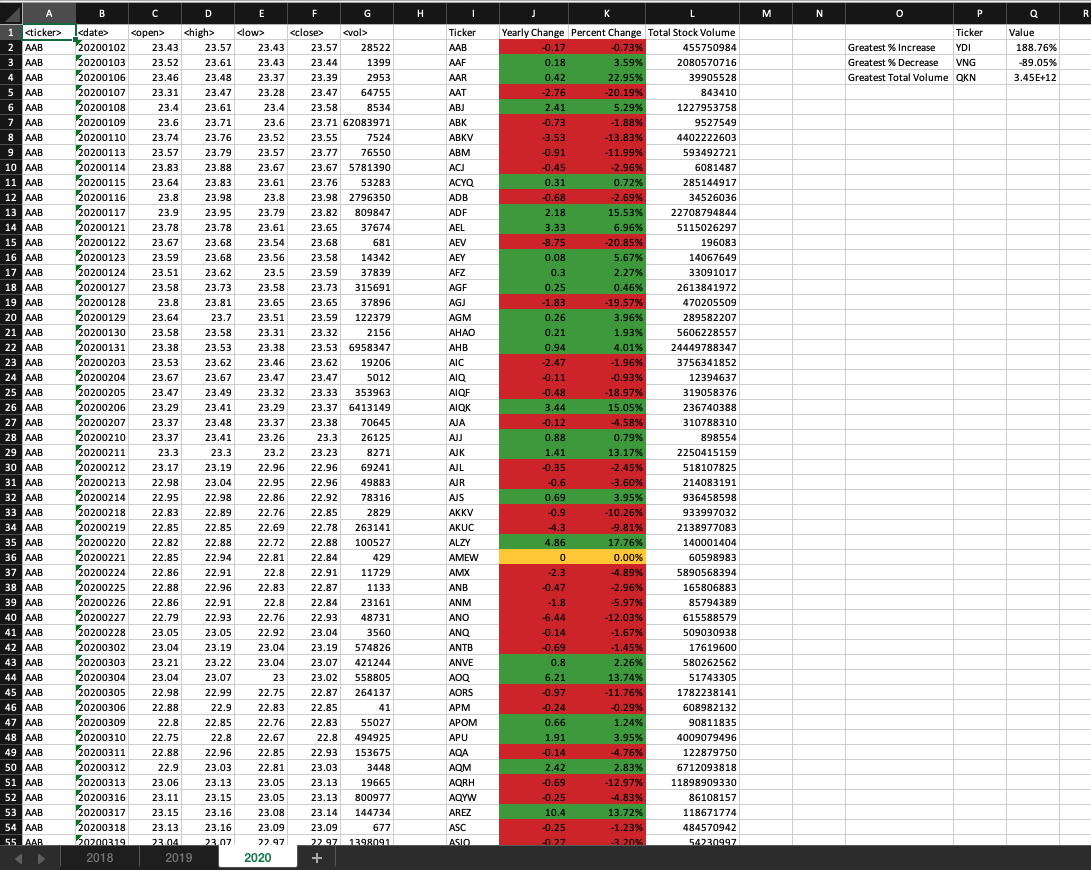 A B C D E F G H I J K L M N O P Q R
1 <ticker> <date> <open> <high> <low> <close> <vol> Ticker Yearly Change Percent Change Total Stock Volume Ticker Value
2 AAB 20200102 23.43 23.57 23.43 23.57 28522 AAB -0.17 -0.73% 455750984 Greatest % Increase YDI 188.76%
3 AAB 20200103 23.52 23.61 23.43 23.44 1399 AAF 0.18 3.59% 2080570716 Greatest % Decrease VNG -89.05%
4 AAB 20200106 23.46 23.48 23.37 23.39 2953 AAR 0.42 22.95% 39905528 Greatest Total Volume QKN 3.45E+12
5 AAB 20200107 23.31 23.47 23.28 23.47 64755 AAT -2.76 -20.19% 843410
6 AAB 20200108 23.4 23.61 23.4 23.58 8534 ABJ 2.41 5.29% 1227953758
7 AAB 20200109 23.6 23.71 23.6 23.71 62083971 ABK -0.73 -1.88% 9527549
8 AAB 20200110 23.74 23.76 23.52 23.55 7524 ABKV -3.53 -13.83% 4402222603
9 AAB 20200113 23.57 23.79 23.57 23.77 76550 ABM -0.91 -11.99% 593492721
10 AAB 20200114 23.83 23.88 23.67 23.67 5781390 ACJ -0.45 -2.96% 6081487
11 AAB 20200115 23.64 23.83 23.61 23.76 53283 ACYQ 0.31 0.72% 285144917
12 AAB 20200116 23.8 23.98 23.8 23.98 2796350 ADB -0.68 -2.69% 34526036
13 AAB 20200117 23.9 23.95 23.79 23.82 809847 ADF 2.18 15.53% 22708794844
14 AAB 20200121 23.78 23.78 23.61 23.65 37674 AEL 3.33 6.96% 5115026297
15 AAB 20200122 23.67 23.68 23.54 23.68 681 AEV -8.75 -20.85% 196083
16 AAB 20200123 23.59 23.68 23.56 23.58 14342 AEY 0.08 5.67% 14067649
17 AAB 20200124 23.51 23.62 23.5 23.59 37839 AFZ 0.3 2.27% 33091017
18 AAB 20200127 23.58 23.73 23.58 23.73 315691 AGF 0.25 0.46% 2613841972
19 AAB 20200128 23.8 23.81 23.65 23.65 37896 AGJ -1.83 -19.57% 470205509
20 AAB 20200129 23.64 23.7 23.51 23.59 122379 AGM 0.26 3.96% 289582207
21 AAB 20200130 23.58 23.58 23.31 23.32 2156 AHAO 0.21 1.93% 5606228557
22 AAB 20200131 23.38 23.53 23.38 23.53 6958347 AHB 0.94 4.01% 24449788347
23 AAB 20200203 23.53 23.62 23.46 23.62 19206 AIC -2.47 -1.96% 3756341852
24 AAB 20200204 23.67 23.67 23.47 23.47 5012 AIQ -0.11 -0.93% 12394637
25 AAB 20200205 23.47 23.49 23.32 23.33 353963 AIQF -0.48 -18.97% 319058376
26 AAB 20200206 23.29 23.41 23.29 23.37 6413149 AIQK 3.44 15.05% 236740388
27 AAB 20200207 23.37 23.48 23.37 23.38 70645 AJA -0.12 -4.58% 310788310
28 AAB 20200210 23.37 23.41 23.26 23.3 26125 AJJ 0.88 0.79% 898554
29 AAB 20200211 23.3 23.3 23.2 23.23 8271 AJK 1.41 13.17% 2250415159
30 AAB 20200212 23.17 23.19 22.96 22.96 69241 AJL -0.35 -2.45% 518107825
31 AAB 20200213 22.98 23.04 22.95 22.96 49883 AJR -0.6 -3.60% 214083191
32 AAB 20200214 22.95 22.98 22.86 22.92 78316 AJS 0.69 3.95% 936458598
33 AAB 20200218 22.83 22.89 22.76 22.85 2829 AKKV -0.9 -10.26% 933997032
34 AAB 20200219 22.85 22.85 22.69 22.78 263141 AKUC -4.3 -9.81% 2138977083
35 AAB 20200220 22.82 22.88 22.72 22.88 100527 ALZY 4.86 17.76% 140001404
36 AAB 20200221 22.85 22.94 22.81 22.84 429 AMEW 0 0.00% 60598983
37 AAB 20200224 22.86 22.91 22.8 22.91 11729 AMX -2.3 -4.89% 5890568394
38 AAB 20200225 22.88 22.96 22.83 22.87 1133 ANB -0.47 -2.96% 165806883
39 AAB 20200226 22.86 22.91 22.8 22.84 23161 ANM -1.8 -5.97% 85794389
40 AAB 20200227 22.79 22.93 22.76 22.93 48731 ANO -6.44 -12.03% 615588579
41 AAB 20200228 23.05 23.05 22.92 23.04 3560 ANQ -0.14 -1.67% 509030938
42 AAB 20200302 23.04 23.19 23.04 23.19 574826 ANTB -0.69 -1.45% 17619600
43 AAB 20200303 23.21 23.22 23.04 23.07 421244 ANVE 0.8 2.26% 580262562
44 AAB 20200304 23.04 23.07 23 23.02 558805 AOQ 6.21 13.74% 51743305
45 AAB 20200305 22.98 22.99 22.75 22.87 264137 AORS -0.97 -11.76% 1782238141
46 AAB 20200306 22.88 22.9 22.83 22.85 41 APM -0.24 -0.29% 608982132
47 AAB 20200309 22.8 22.85 22.76 22.83 55027 APOM 0.66 1.24% 90811835
48 AAB 20200310 22.75 22.8 22.67 22.8 494925 APU 1.91 3.95% 4009079496
49 AAB 20200311 22.88 22.96 22.85 22.93 153675 AQA -0.14 -4.76% 122879750
50 AAB 20200312 22.9 23.03 22.81 23.03 3448 AQM 2.42 2.83% 6712093818
51 AAB 20200313 23.06 23.13 23.05 23.13 19665 AQRH -0.69 -12.97% 11898909330
52 AAB 20200316 23.11 23.15 23.05 23.13 800977 AQYW -0.25 -4.83% 86108157
53 AAB 20200317 23.15 23.16 23.08 23.14 144734 AREZ 10.4 13.72% 118671774
54 AAB 20200318 23.13 23.16 23.09 23.09 677 ASC -0.25 -1.23% 484570942
55 AAB 20200319 23.04 23.07 22.97 22.97 1398091 ASIO -0.27 -3.20% 54230997
2018 2019 2020 +